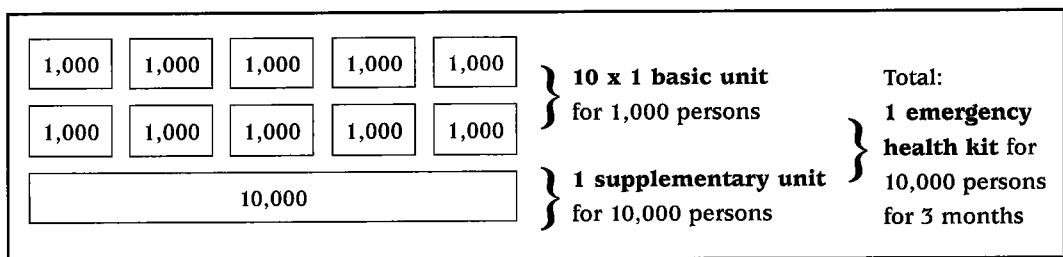 1,000 1,000 1,000 1,000 1,000
1,000 1,000 1,000 1,000 1,000
10,000
10 x 1 basic unit
for 1,000 persons
1 supplementary unit
for 10,000 persons
Total:
1 emergency
health kit for
10,000 persons
for 3 months